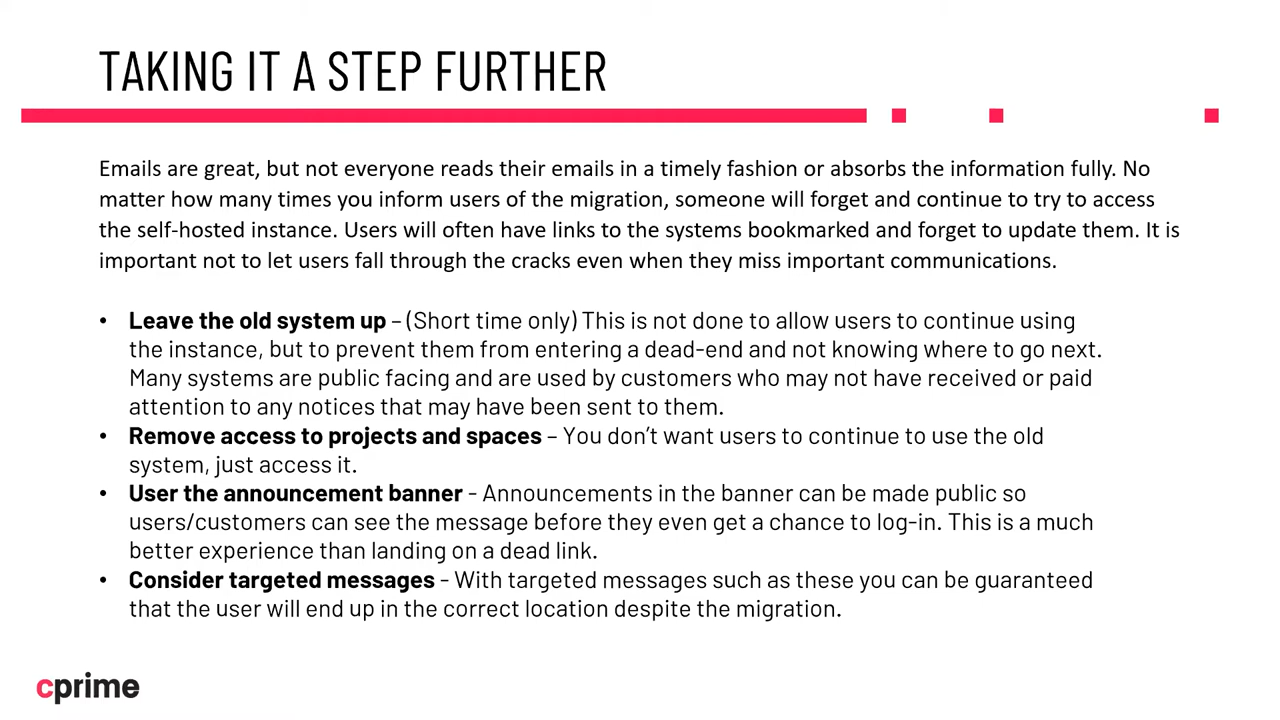 TAKING IT A STEP FURTHER
Emails are great, but not everyone reads their emails in a timely fashion or absorbs the information fully. No
matter how many times you inform users of the migration, someone will forget and continue to try to access
the self-hosted instance. Users will often have links to the systems bookmarked and forget to update them. It is
important not to let users fall through the cracks even when they miss important communications.
• Leave the old system up – (Short time only) This is not done to allow users to continue using
the instance, but to prevent them from entering a dead-end and not knowing where to go next.
Many systems are public facing and are used by customers who may not have received or paid
attention to any notices that may have been sent to them.
• Remove access to projects and spaces – You don’t want users to continue to use the old
system, just access it.
• User the announcement banner - Announcements in the banner can be made public so
users/customers can see the message before they even get a chance to log-in. This is a much
better experience than landing on a dead link.
• Consider targeted messages - With targeted messages such as these you can be guaranteed
that the user will end up in the correct location despite the migration.
cprime